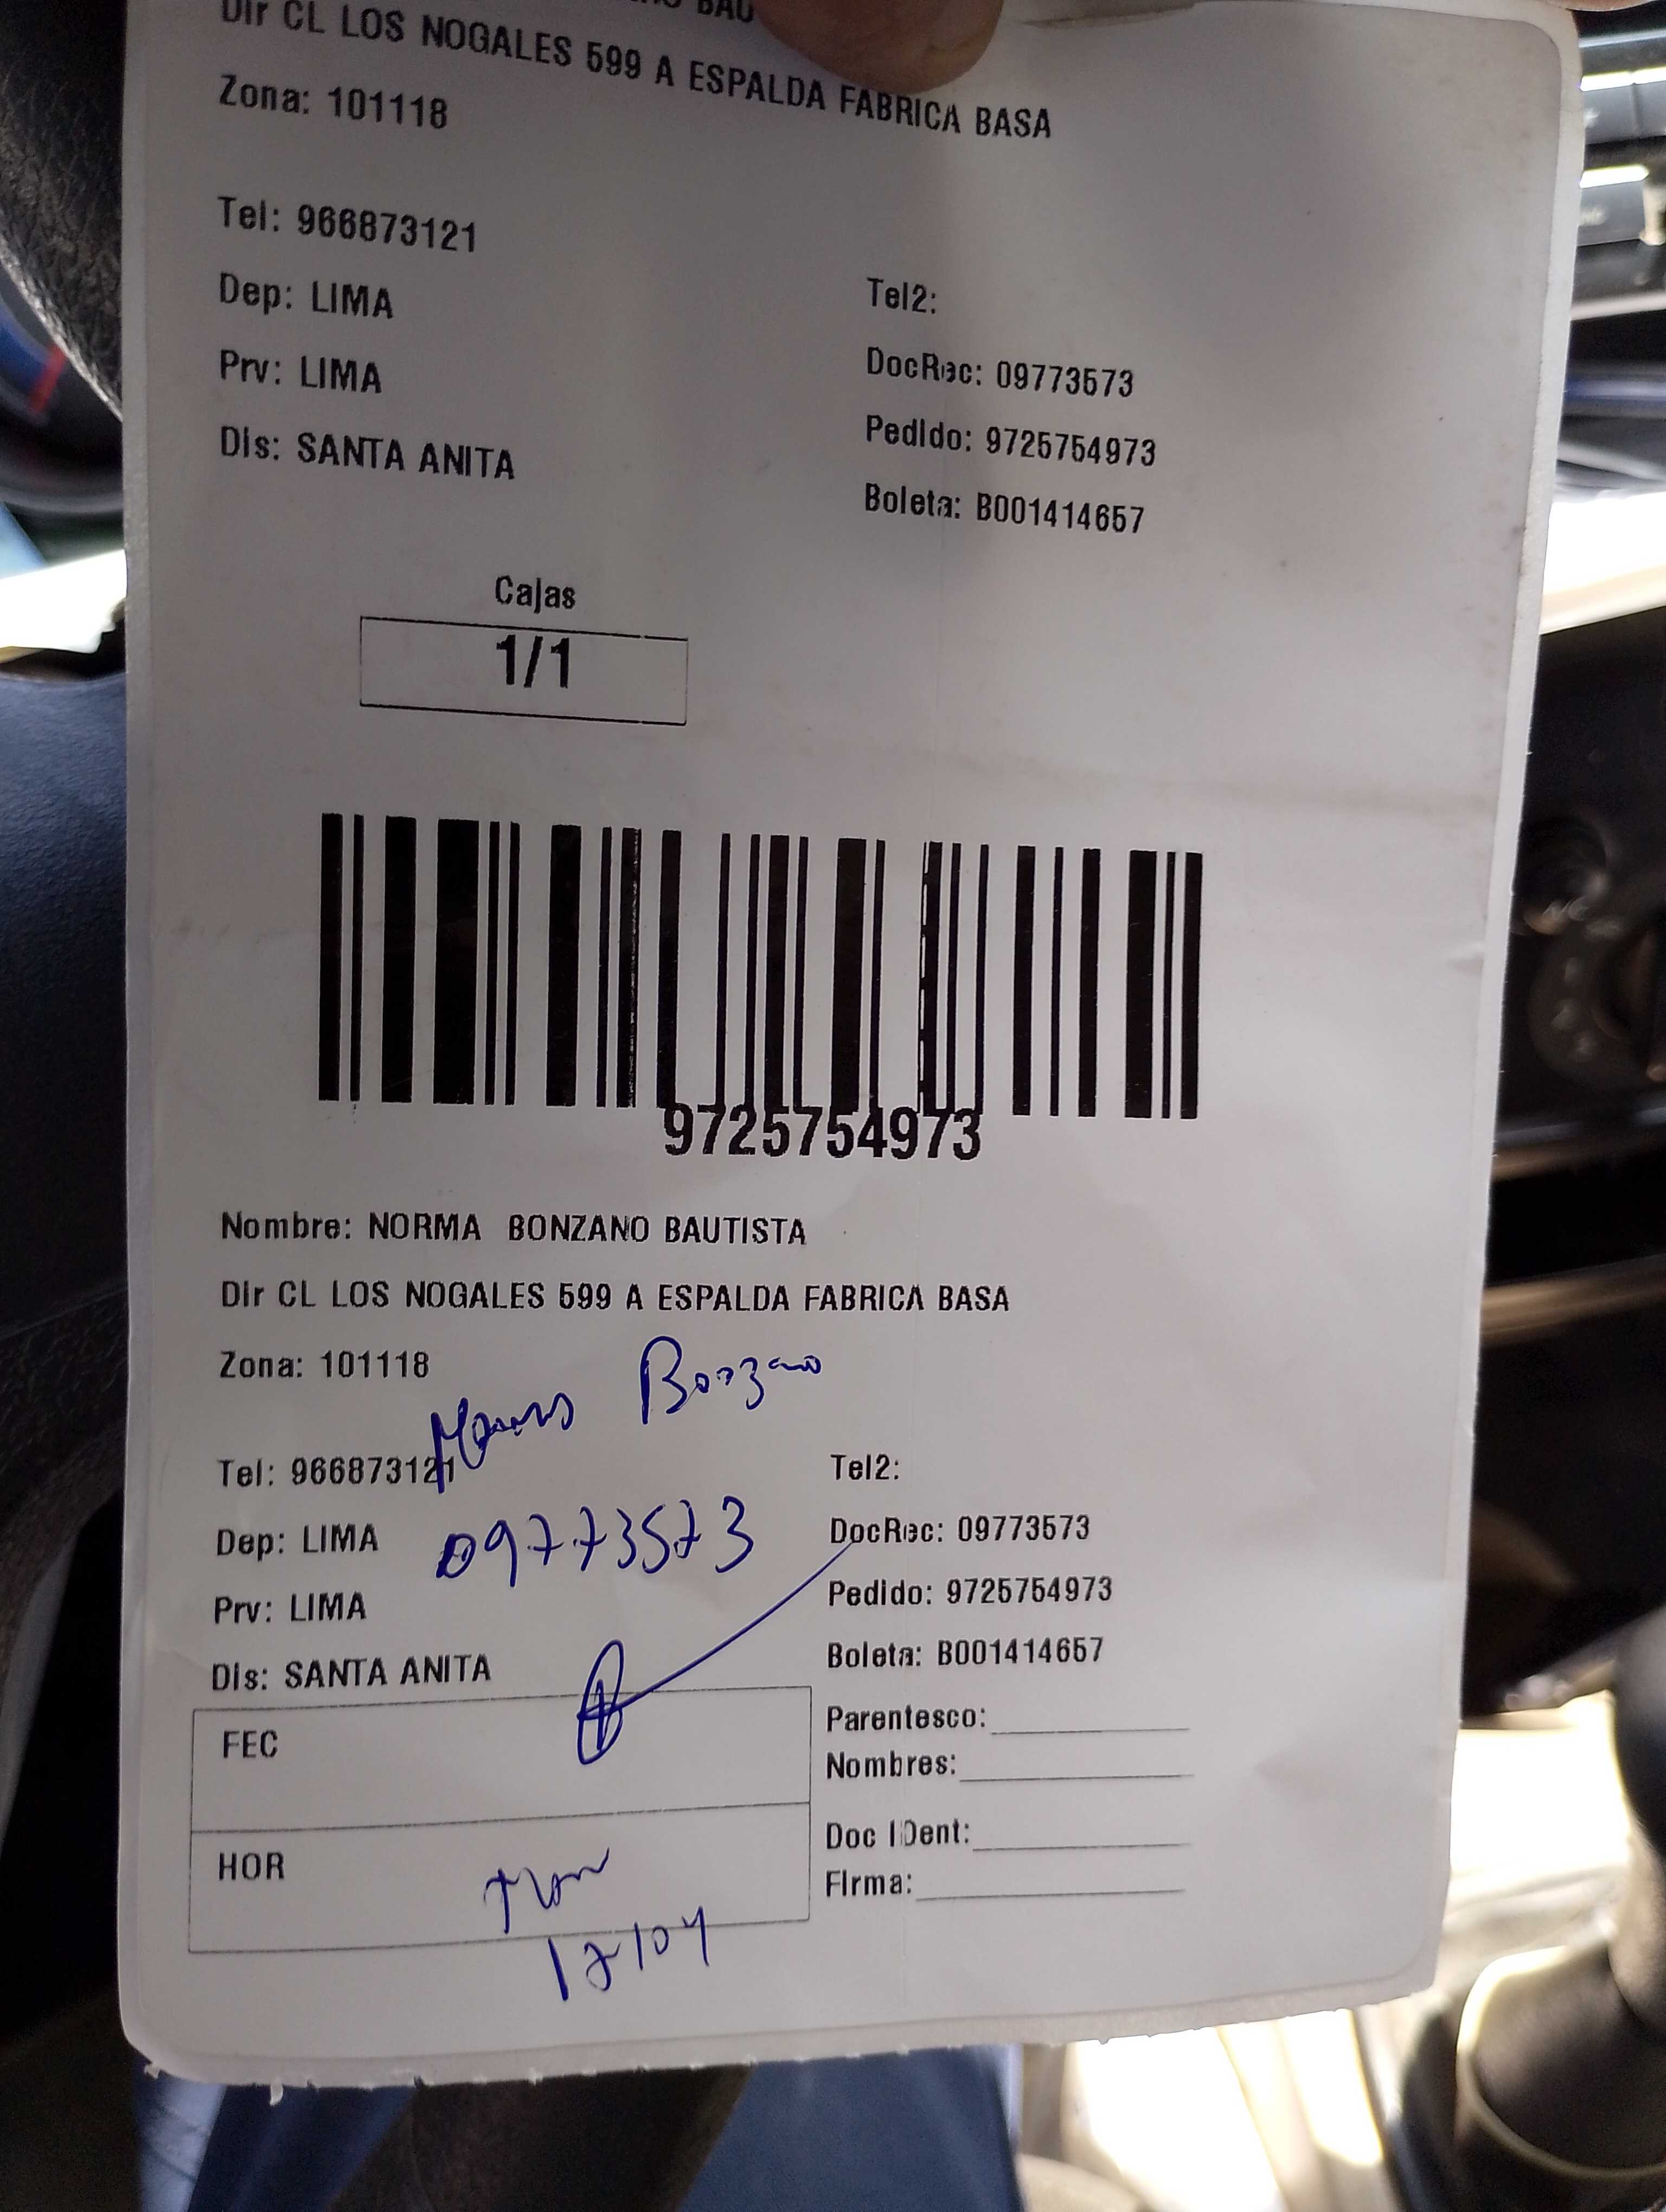 BAU
Dir CL LOS NOGALES 599 A ESPALDA FABRICA BASA
Zona: 101118
Tel: 966873121
Dep: LIMA
Tel2:
Prv: LIMA
DocRec: 09773573
Dis: SANTA ANITA
Pedido: 9725754973
Boleta: B001414657
Cajas
1/1
9725754973
Nombre: NORMA BONZANO BAUTISTA
Dir CL LOS NOGALES 599 A ESPALDA FABRICA BASA
Zona: 101118
Bonzano
Tel: 966873121
Tel2:
Dep: LIMA
09773573
DocRec: 09773573
Prv: LIMA
Pedido: 9725754973
Dis: SANTA ANITA
Boleta: B001414657
FEC
Parentesco:
Nombres:
HOR
Doc IDent:
Firma: